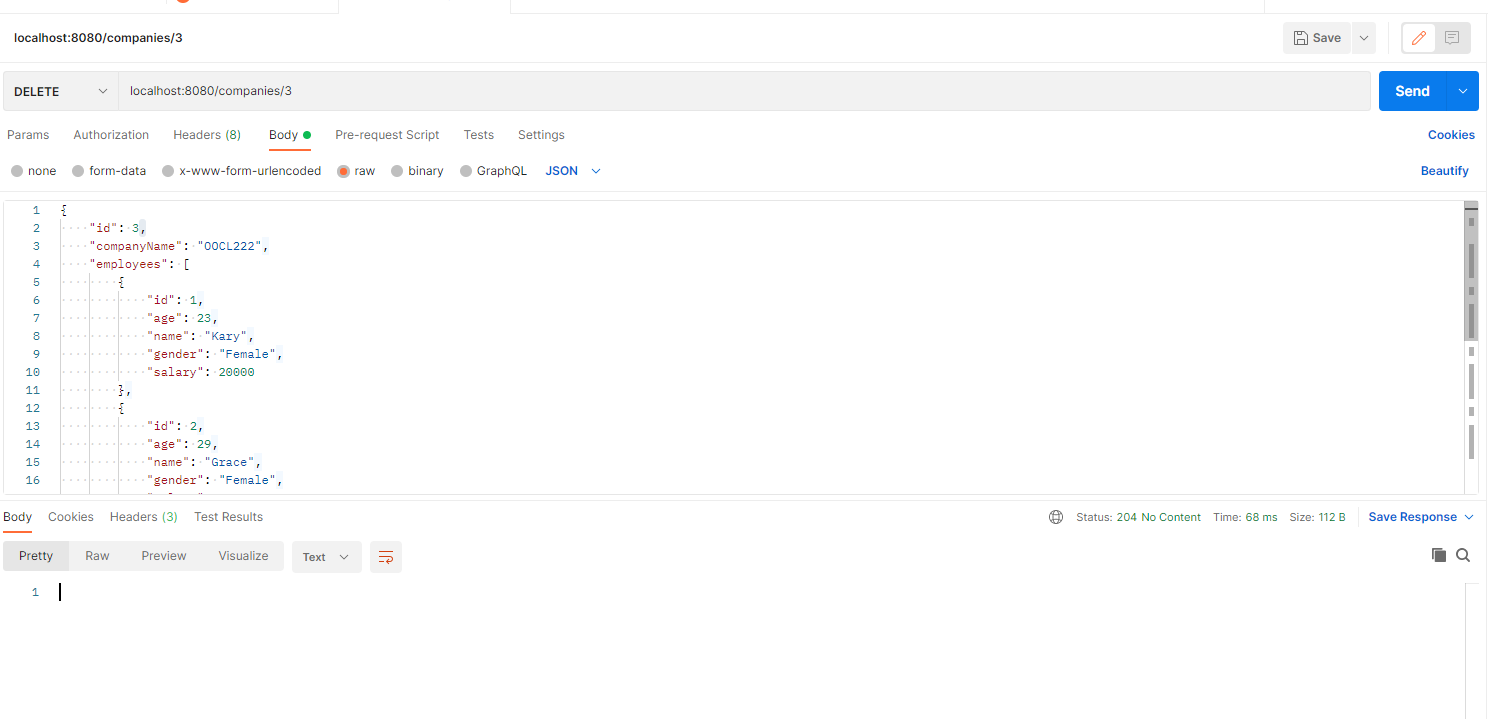 localhost:8080/companies/3
Save
DELETE
localhost:8080/companies/3
Send
Params Authorization Headers (8) Body Pre-request Script Tests Settings Cookies
none form-data x-www-form-urlencoded raw binary GraphQL JSON Beautify
1 {
2 "id": 3,
3 "companyName": "OOCL222",
4 "employees": [
5 {
6 "id": 1,
7 "age": 23,
8 "name": "Kary",
9 "gender": "Female",
10 "salary": 20000
11 },
12 {
13 "id": 2,
14 "age": 29,
15 "name": "Grace",
16 "gender": "Female",
Body Cookies Headers (3) Test Results Status: 204 No Content Time: 68 ms Size: 112 B Save Response
Pretty Raw Preview Visualize Text
1